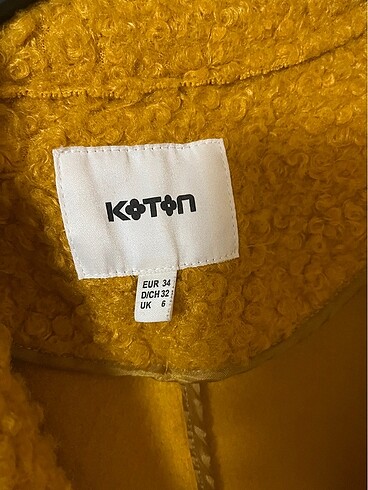 KOTON
EUR 34
D/CH 32
UK 6